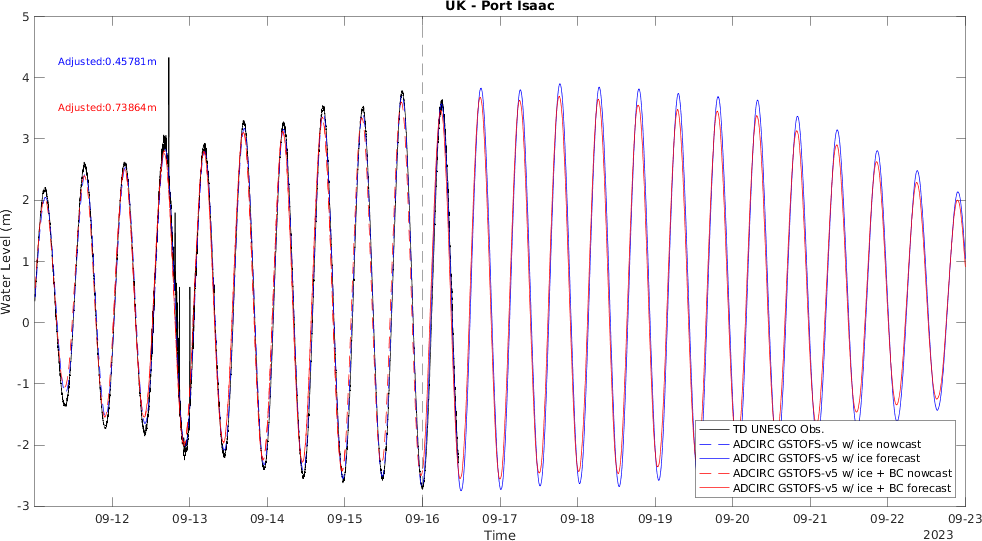 UK - Port Isaac
5
4
3
2
1
0
-1
-2
-3
Water Level (m)
Adjusted:0.45781m
Adjusted:0.73864m
TD UNESCO Obs.
ADCIRC GSTOFS-v5 w/ ice nowcast
ADCIRC GSTOFS-v5 w/ ice forecast
ADCIRC GSTOFS-v5 w/ ice + BC nowcast
ADCIRC GSTOFS-v5 w/ ice + BC forecast
09-12 09-13 09-14 09-15 09-16 09-17 09-18 09-19 09-20 09-21 09-22 09-23
Time
2023